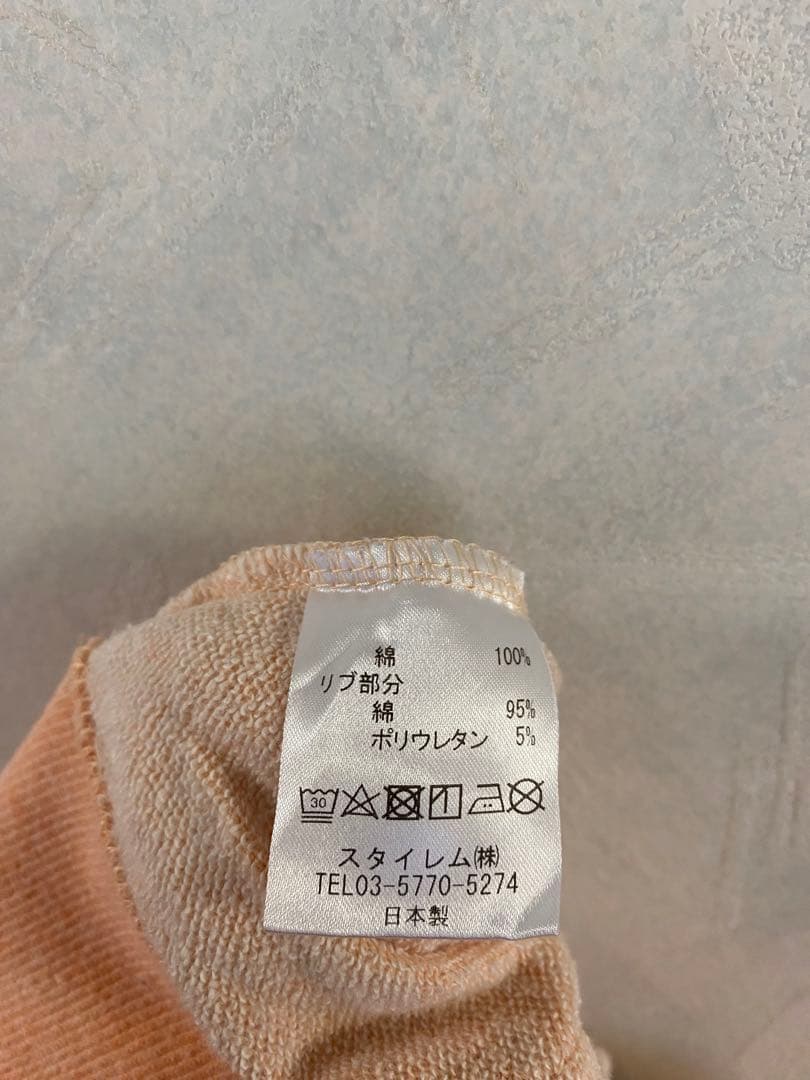 綿 100%
リブ部分
綿 95%
ポリウレタン 5%
30
スタイレム㈱
TEL03-5770-5274
日本製